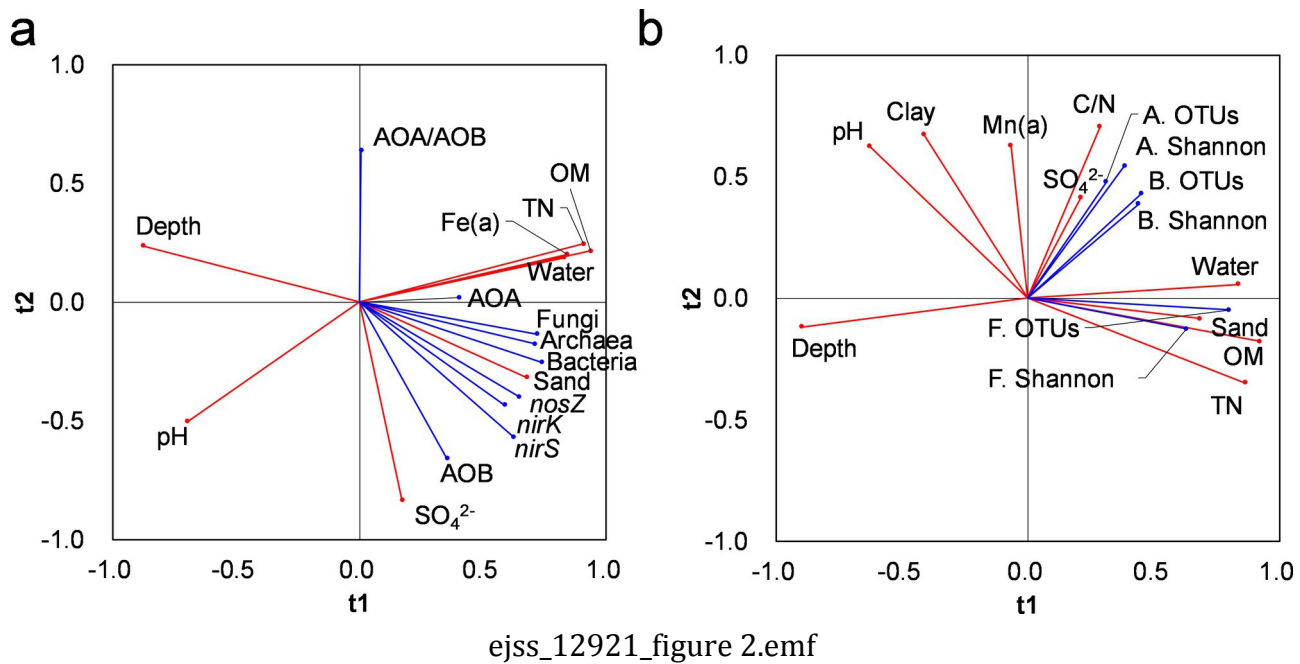 a
1.0
0.5
0.0
-0.5
-1.0
-1.0
-0.5
0.0
0.5
1.0
t2
t1
AOA/AOB
OM
TN
Fe(a)
Depth
Water
AOA
Fungi
Archaea
Bacteria
Sand
nosZ
nirK
nirS
pH
AOB
SO₄²⁻
b
1.0
0.5
0.0
-0.5
-1.0
-1.0
-0.5
0.0
0.5
1.0
t2
t1
C/N
A. OTUs
Clay
Mn(a)
pH
A. Shannon
SO₄²⁻
B. OTUs
B. Shannon
Water
F. OTUs
Sand
Depth
OM
F. Shannon
TN
ejss_12921_figure 2.emf